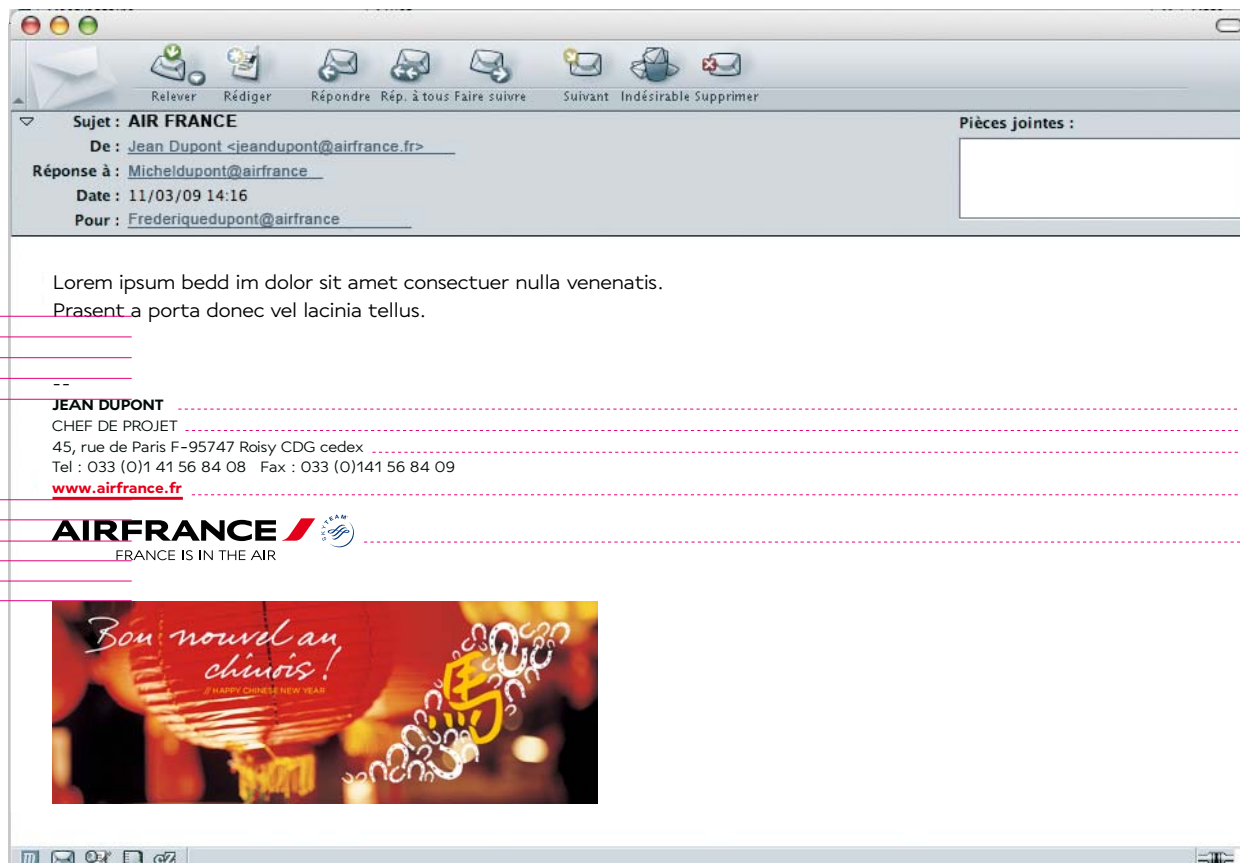 Relever Rédiger Répondre Rép. à tous Faire suivre Suivant Indésirable Supprimer
Sujet : AIR FRANCE
Pièces jointes :
De : Jean Dupont <jeandupont@airfrance.fr>
Réponse à : Micheldupont@airfrance
Date : 11/03/09 14:16
Pour : Frederiquedupont@airfrance
Lorem ipsum bedd im dolor sit amet consectuer nulla venenatis.
Prasent a porta donec vel lacinia tellus.
--
JEAN DUPONT
CHEF DE PROJET
45, rue de Paris F-95747 Roisy CDG cedex
Tel : 033 (0)1 41 56 84 08 Fax : 033 (0)141 56 84 09
www.airfrance.fr
AIRFRANCE
SKYTEAM
FRANCE IS IN THE AIR
Bon nouvel an
chinois !
// HAPPY CHINESE NEW YEAR
馬